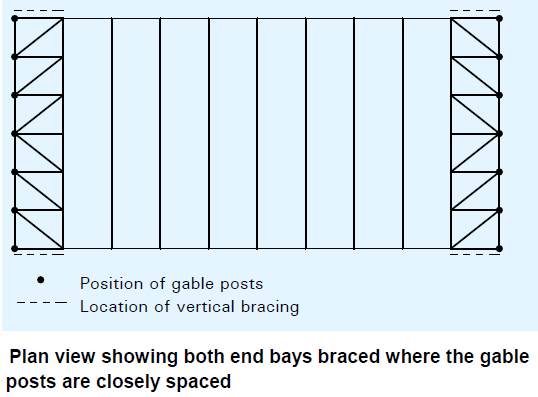 Position of gable posts
Location of vertical bracing
Plan view showing both end bays braced where the gable
posts are closely spaced